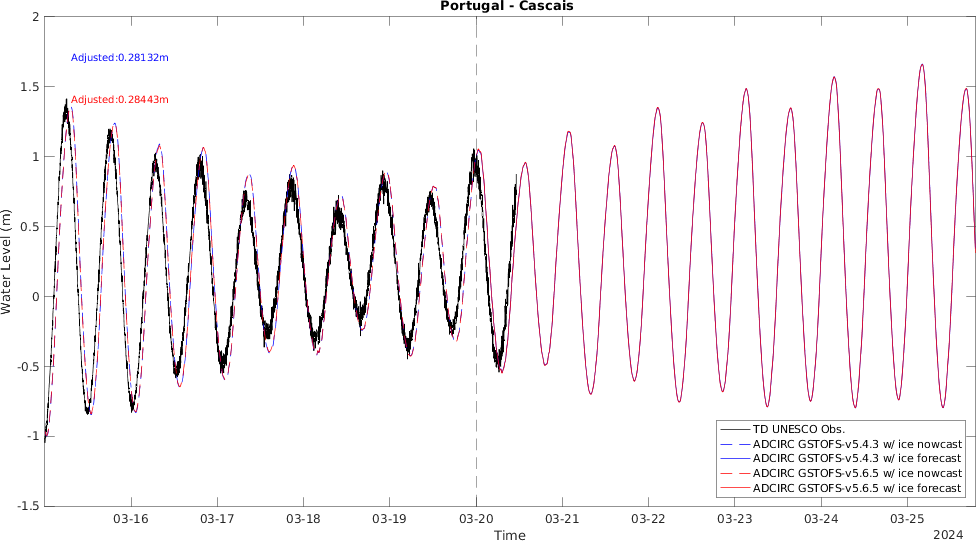 Portugal - Cascais
2
Adjusted:0.28132m
1.5
Adjusted:0.28443m
1
0.5
Water Level (m)
0
-0.5
-1
TD UNESCO Obs.
ADCIRC GSTOFS-v5.4.3 w/ ice nowcast
ADCIRC GSTOFS-v5.4.3 w/ ice forecast
ADCIRC GSTOFS-v5.6.5 w/ ice nowcast
ADCIRC GSTOFS-v5.6.5 w/ ice forecast
-1.5
03-16 03-17 03-18 03-19 03-20 03-21 03-22 03-23 03-24 03-25
Time
2024